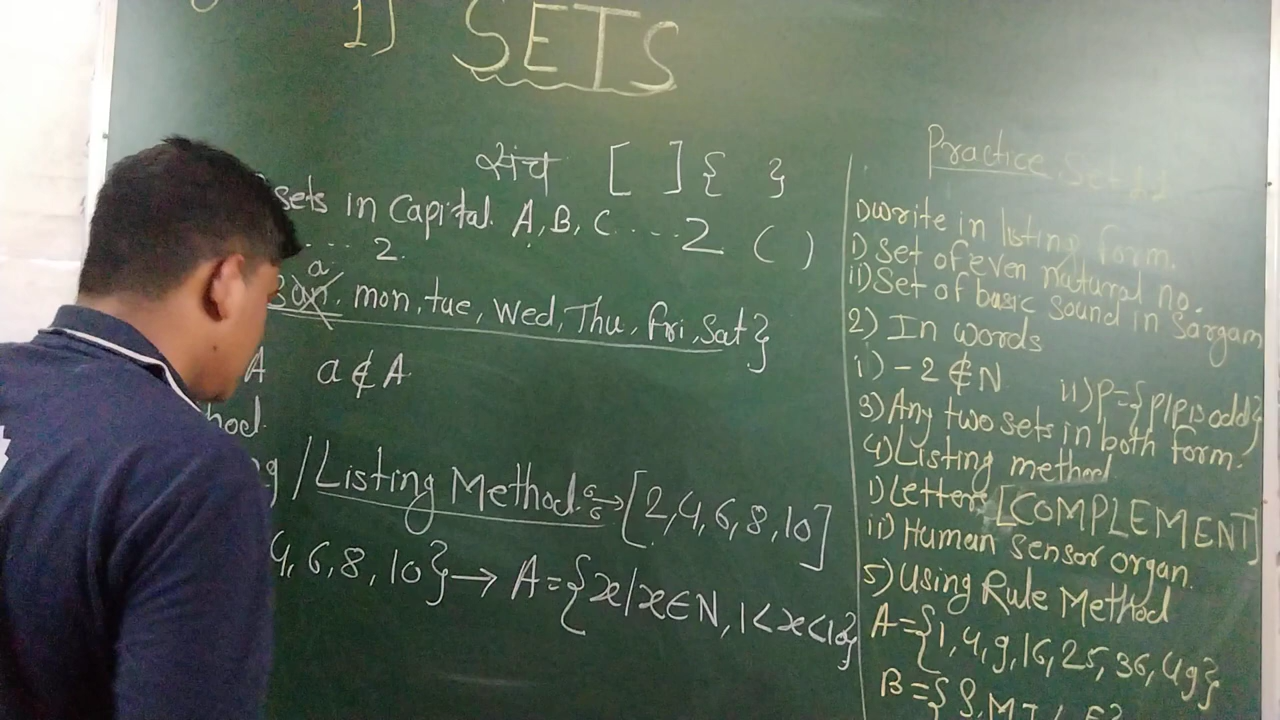 1) SETS
संच [ ] { }
sets in Capital. A, B, C ..... Z ( )
..... z.
a
Sun. mon, tue, Wed, Thu, Fri, Sat}
A a ∉ A
hod.
g / Listing Method :→ [2, 4, 6, 8, 10]
4, 6, 8, 10} → A = {x / x ∈ N, 1 < x < 10}
Practice Set 1.1
1) write in listing form.
i) Set of even natural no.
ii) Set of basic sound in Sargam
2) In words
i) - 2 ∉ N ii) P = {p / p is odd}
3) Any two sets in both form.
4) Listing method
i) Letters [COMPLEMENT]
ii) Human Sensor organ.
5) Using Rule Method
A = {1, 4, 9, 16, 25, 36, 49}
B = {